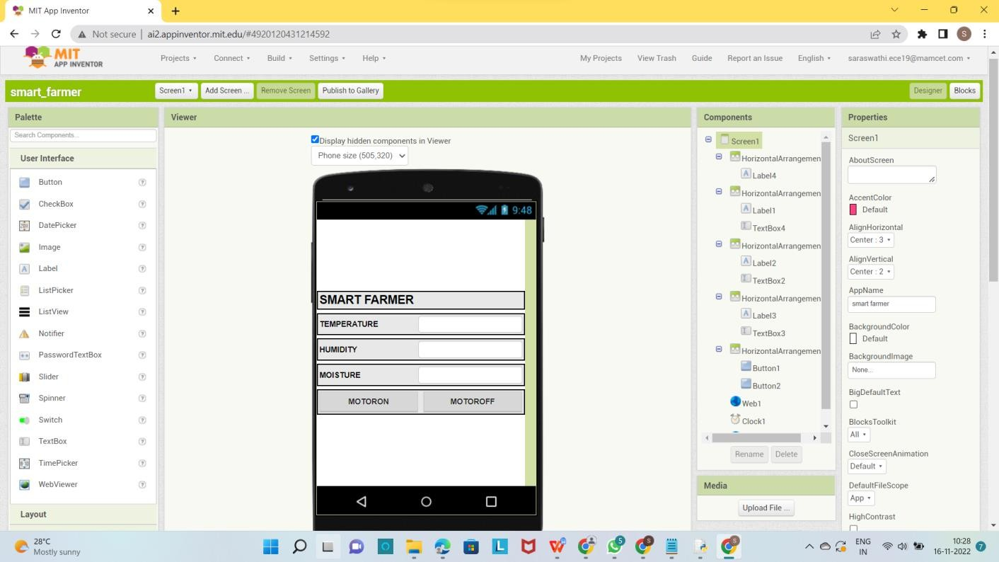 MIT App Inventor
Not secure | ai2.appinventor.mit.edu/#4920120431214592
S
MIT
APP INVENTOR
Projects Connect Build Settings Help My Projects View Trash Guide Report an Issue English saraswathi.ece19@mamcet.com
smart_farmer Screen1 Add Screen ... Remove Screen Publish to Gallery Designer Blocks
Palette
Search Components...
User Interface
Button
CheckBox
DatePicker
Image
Label
ListPicker
ListView
Notifier
PasswordTextBox
Slider
Spinner
Switch
TextBox
TimePicker
WebViewer
Layout
Viewer
Display hidden components in Viewer
Phone size (505,320)
9:48
SMART FARMER
TEMPERATURE
HUMIDITY
MOISTURE
MOTORON MOTOROFF
Components
Screen1
HorizontalArrangemen
Label4
HorizontalArrangemen
Label1
TextBox4
HorizontalArrangemen
Label2
TextBox2
HorizontalArrangemen
Label3
TextBox3
HorizontalArrangemen
Button1
Button2
Web1
Clock1
Rename Delete
Media
Upload File ...
Properties
Screen1
AboutScreen
AccentColor
Default
AlignHorizontal
Center : 3
AlignVertical
Center : 2
AppName
smart farmer
BackgroundColor
Default
BackgroundImage
None...
BigDefaultText
BlocksToolkit
All
CloseScreenAnimation
Default
DefaultFileScope
App
HighContrast
28°C
Mostly sunny
5
ENG
IN
10:28
16-11-2022
7